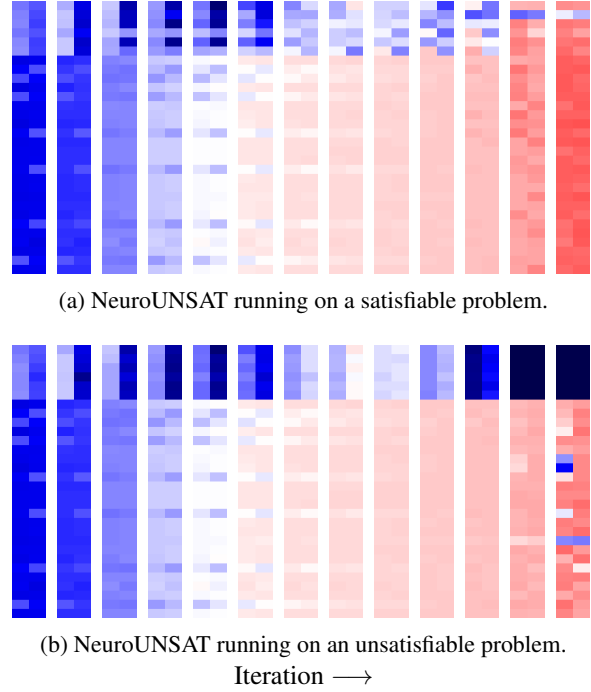 (a) NeuroUNSAT running on a satisfiable problem.
(b) NeuroUNSAT running on an unsatisfiable problem.
Iteration ⟶